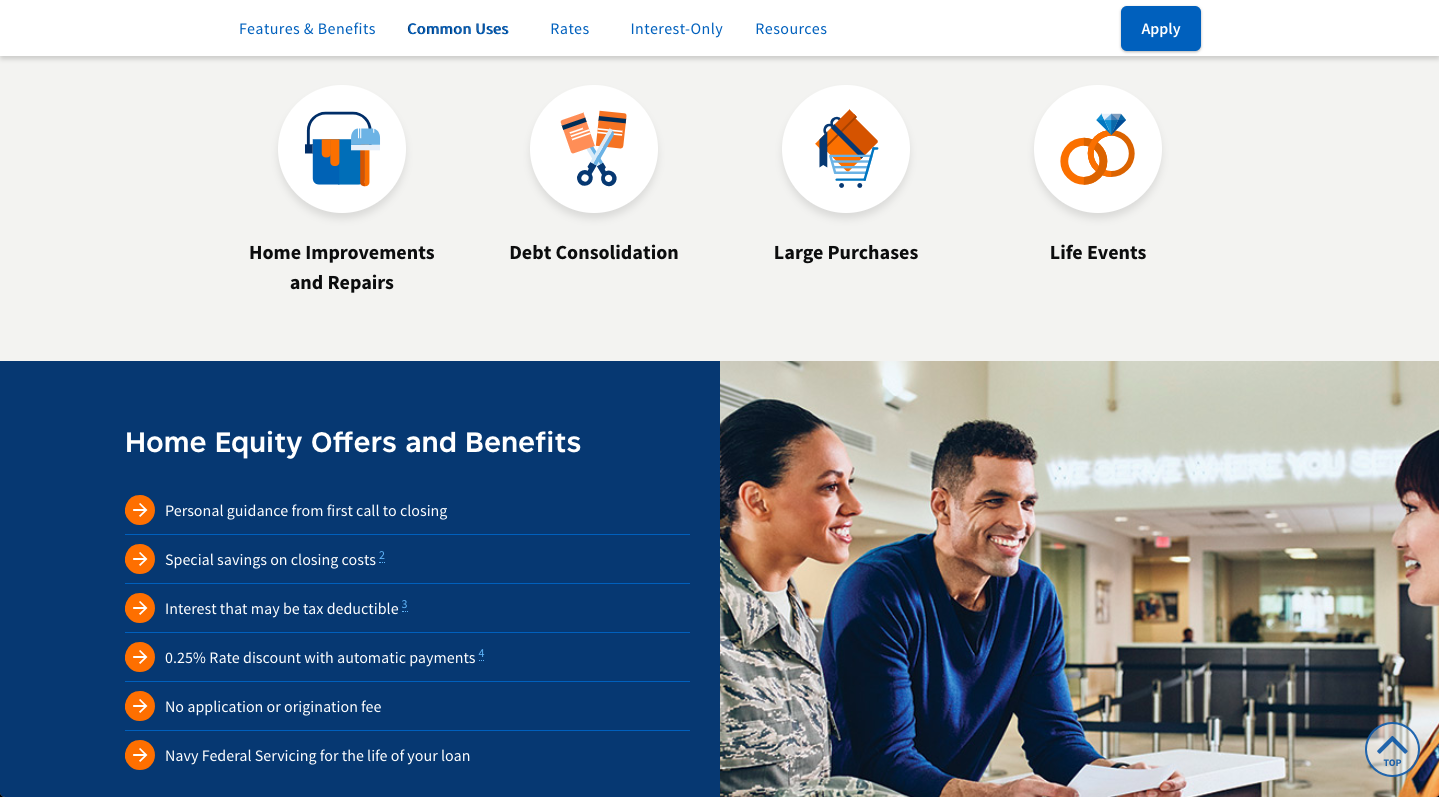 Features & Benefits
Common Uses
Rates
Interest-Only
Resources
Apply
Home Improvements
and Repairs
Debt Consolidation
Large Purchases
Life Events
Home Equity Offers and Benefits
Personal guidance from first call to closing
Special savings on closing costs 2
Interest that may be tax deductible 3
0.25% Rate discount with automatic payments 4
No application or origination fee
Navy Federal Servicing for the life of your loan
WE SERVE WHERE YOU SE
TOP